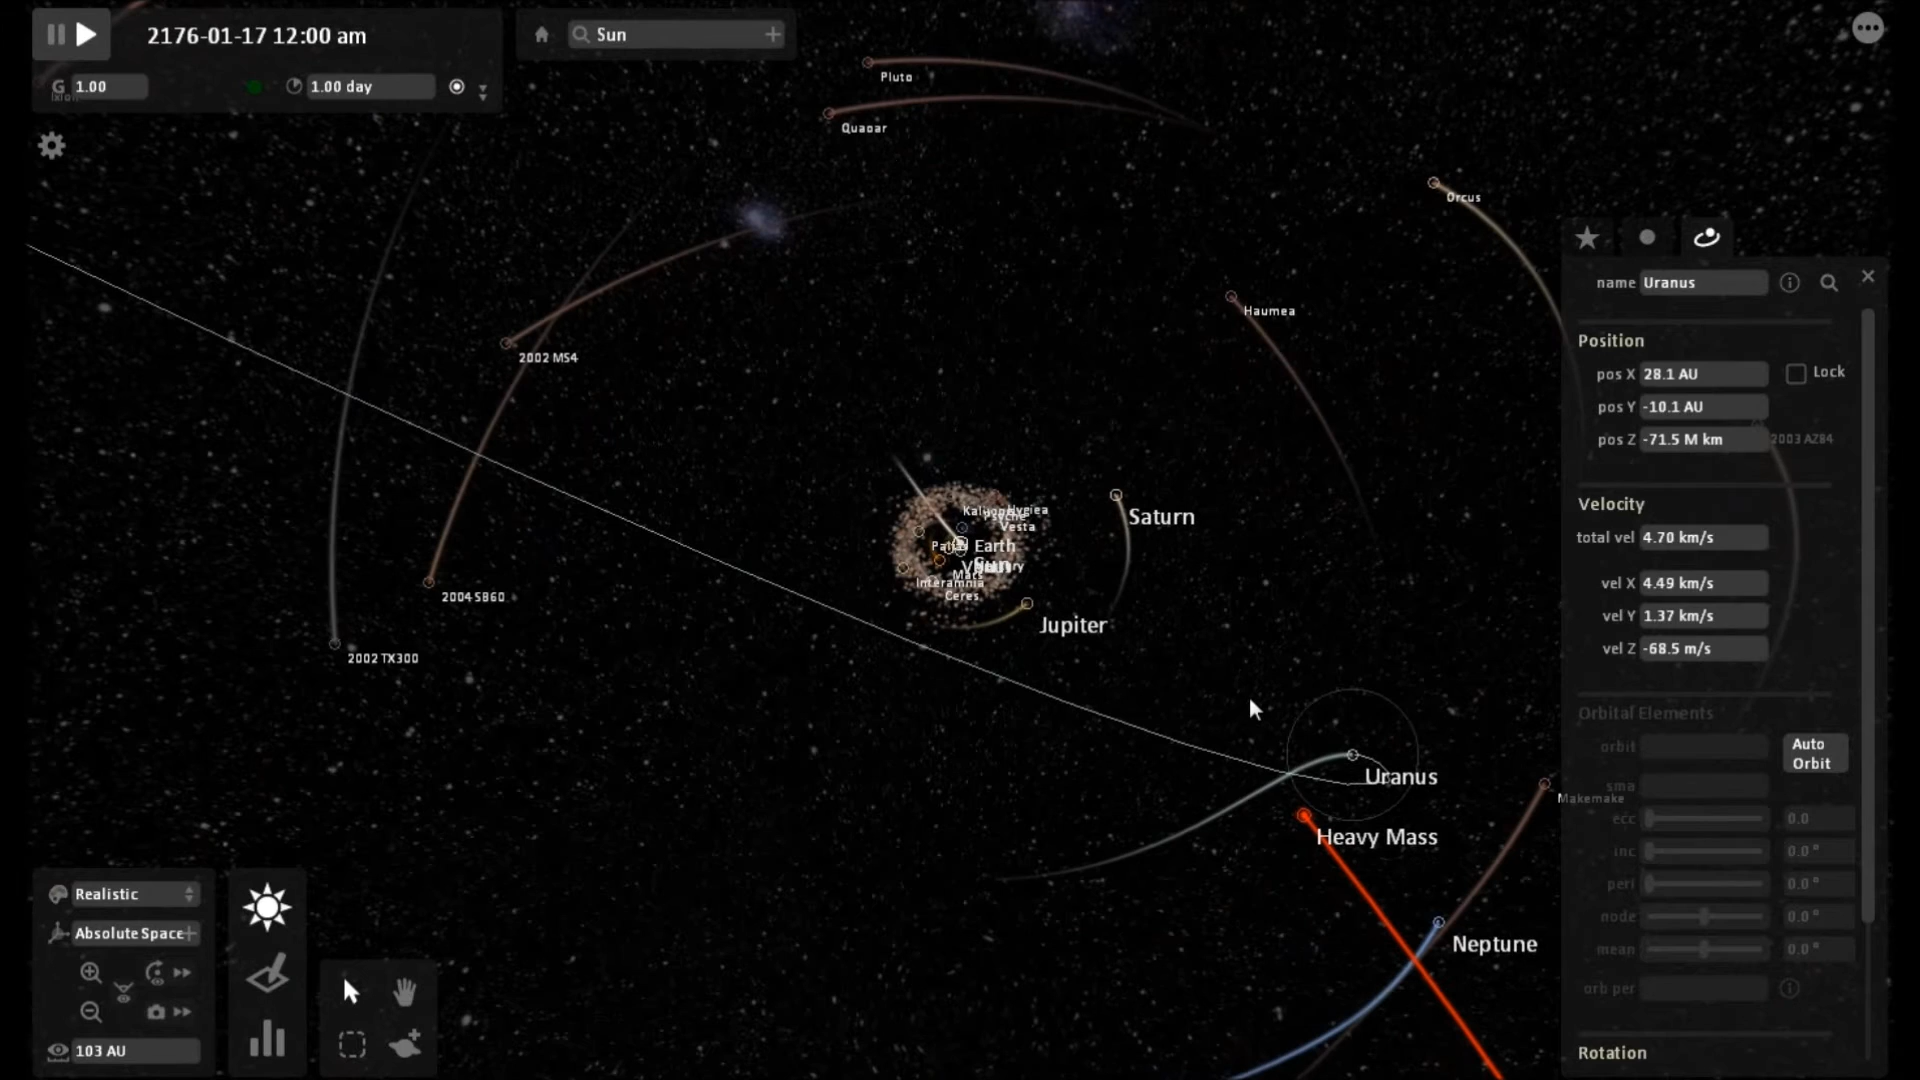 2176-01-17 12:00 am
Sun
G 1.00
1.00 day
Pluto
Quaoar
Orcus
Haumea
2002 MS4
Saturn
Hygiea
Psyche
Vesta
Earth
Mars
Interamnia
Ceres
Jupiter
2004 SB60
2002 TX300
Uranus
Makemake
Heavy Mass
Neptune
name Uranus
Position
pos X 28.1 AU
Lock
pos Y -10.1 AU
pos Z -71.5 M km
2003 AZ84
Velocity
total vel 4.70 km/s
vel X 4.49 km/s
vel Y 1.37 km/s
vel Z -68.5 m/s
Orbital Elements
orbit
Auto
Orbit
sma
ecc 0.0
inc 0.0 °
peri 0.0 °
node 0.0 °
mean 0.0 °
orb per
Rotation
Realistic
Absolute Space
103 AU